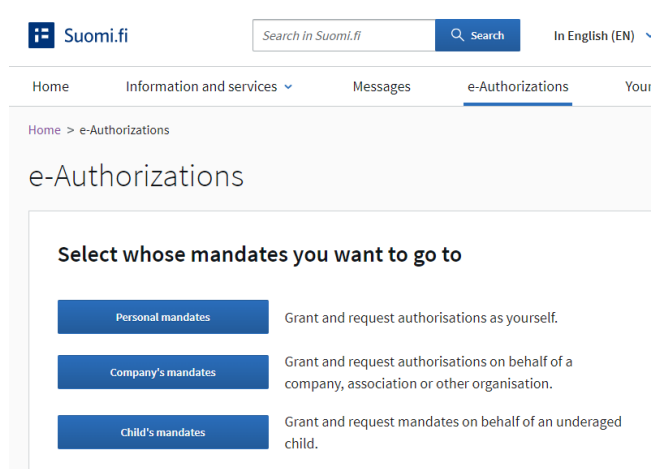 Suomi.fi
Search in Suomi.fi
Search
In English (EN)
Home
Information and services
Messages
e-Authorizations
Home > e-Authorizations
e-Authorizations
Select whose mandates you want to go to
Personal mandates
Grant and request authorisations as yourself.
Company's mandates
Grant and request authorisations on behalf of a
company, association or other organisation.
Child's mandates
Grant and request mandates on behalf of an underaged
child.